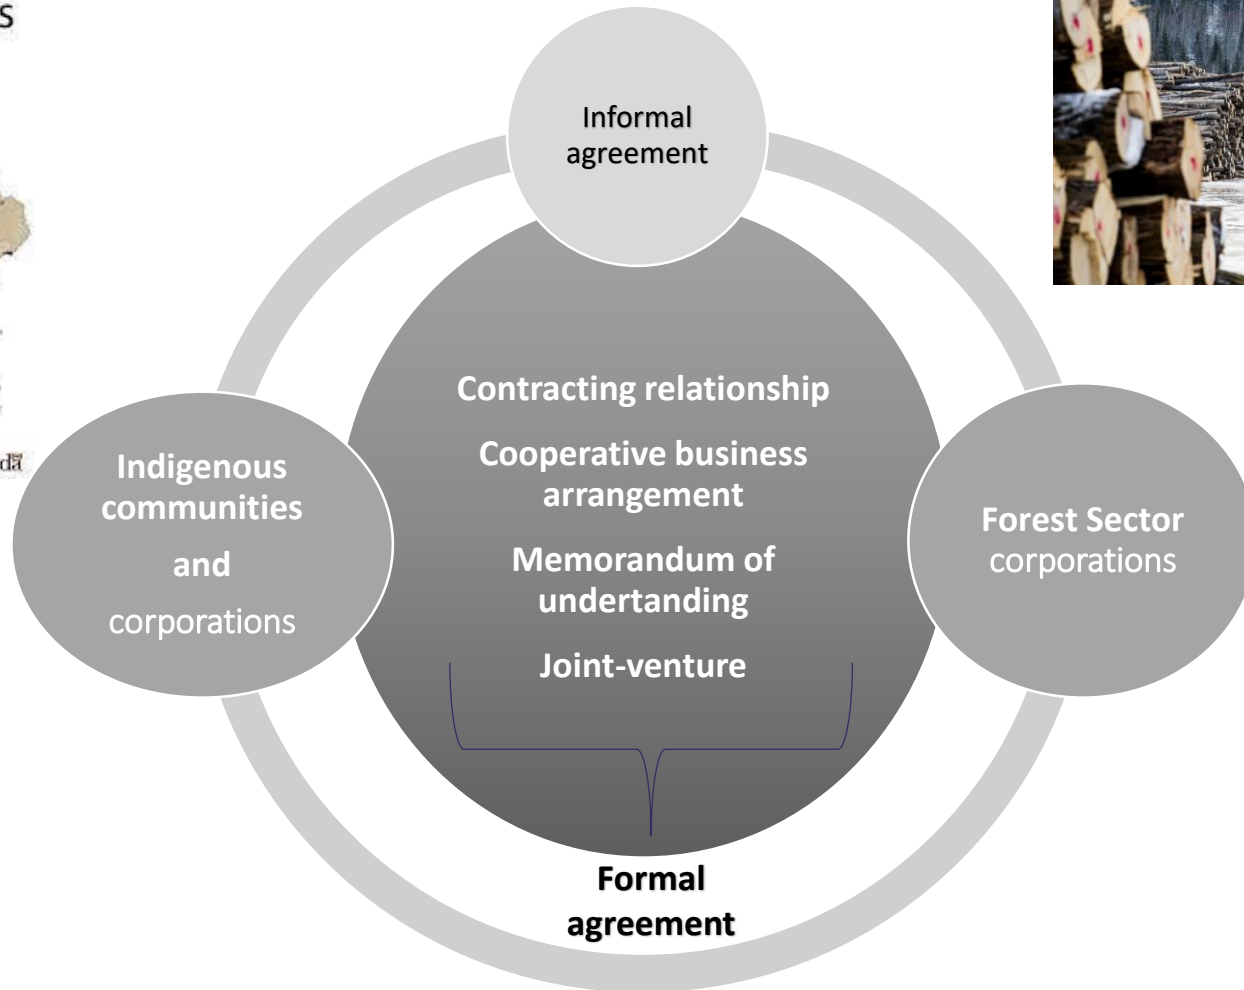 Informal
agreement
Contracting relationship
Cooperative business
arrangement
Memorandum of
undertanding
Joint-venture
Indigenous
communities
and
corporations
Forest Sector
corporations
Formal
agreement